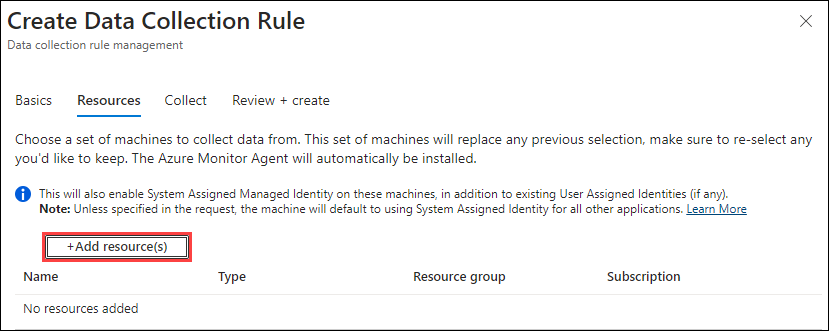 Create Data Collection Rule
Data collection rule management
Basics Resources Collect Review + create
Choose a set of machines to collect data from. This set of machines will replace any previous selection, make sure to re-select any
you'd like to keep. The Azure Monitor Agent will automatically be installed.
This will also enable System Assigned Managed Identity on these machines, in addition to existing User Assigned Identities (if any).
Note: Unless specified in the request, the machine will default to using System Assigned Identity for all other applications. Learn More
+Add resource(s)
Name Type Resource group Subscription
No resources added